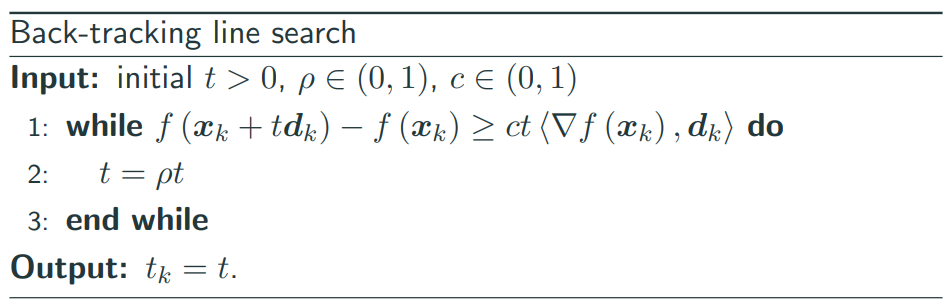 Back-tracking line search
Input: initial t > 0, ρ ∈ (0, 1), c ∈ (0, 1)
1: while f (x_k + td_k) − f (x_k) ≥ ct ⟨∇f (x_k) , d_k⟩ do
2: t = ρt
3: end while
Output: t_k = t.